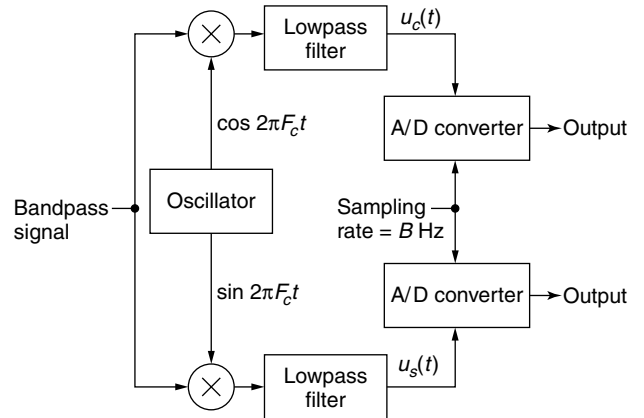 Lowpass
filter
u_c(t)
cos 2πF_ct
A/D converter
Output
Bandpass
signal
Oscillator
Sampling
rate = B Hz
sin 2πF_ct
A/D converter
Output
Lowpass
filter
u_s(t)